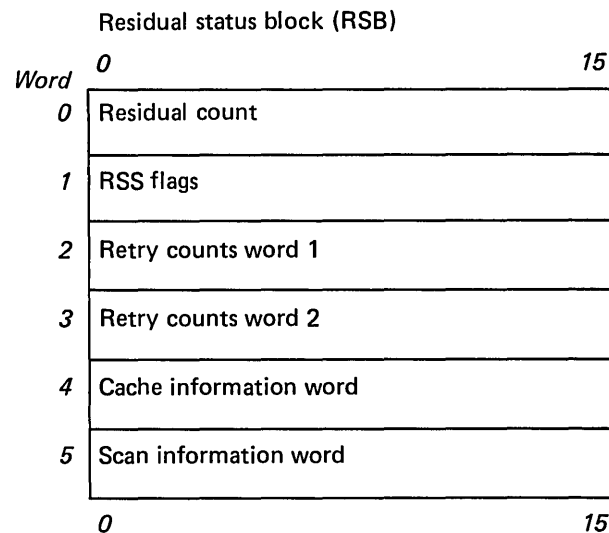 Residual status block (RSB)
0 15
Word
0 Residual count
1 RSS flags
2 Retry counts word 1
3 Retry counts word 2
4 Cache information word
5 Scan information word
0 15